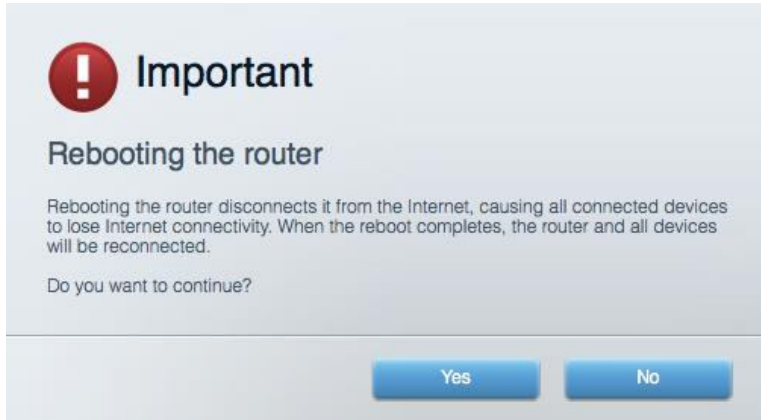 Important
Rebooting the router
Rebooting the router disconnects it from the Internet, causing all connected devices
to lose Internet connectivity. When the reboot completes, the router and all devices
will be reconnected.
Do you want to continue?
Yes
No